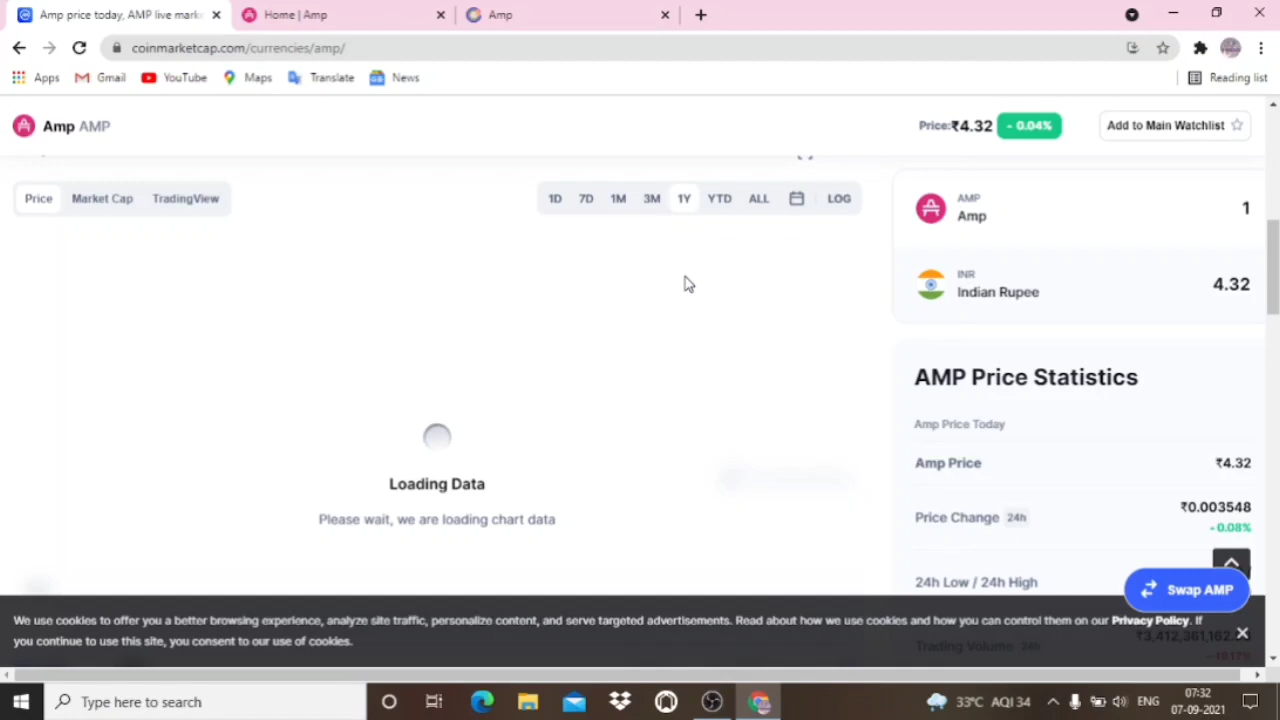 Amp price today, AMP live mark
Home | Amp
Amp
coinmarketcap.com/currencies/amp/
Apps Gmail YouTube Maps Translate News Reading list
Amp AMP
Price:₹4.32 - 0.04% Add to Main Watchlist
Price Market Cap TradingView
1D 7D 1M 3M 1Y YTD ALL LOG
AMP
Amp
1
INR
Indian Rupee
4.32
AMP Price Statistics
Amp Price Today
Amp Price ₹4.32
Price Change 24h ₹0.003548
- 0.08%
24h Low / 24h High
Swap AMP
We use cookies to offer you a better browsing experience, analyze site traffic, personalize content, and serve targeted advertisements. Read about how we use cookies and how you can control them on our Privacy Policy. If
you continue to use this site, you consent to our use of cookies.
Trading Volume 24h
Loading Data
Please wait, we are loading chart data
Type here to search
33°C AQI 34 ENG
07:32
07-09-2021